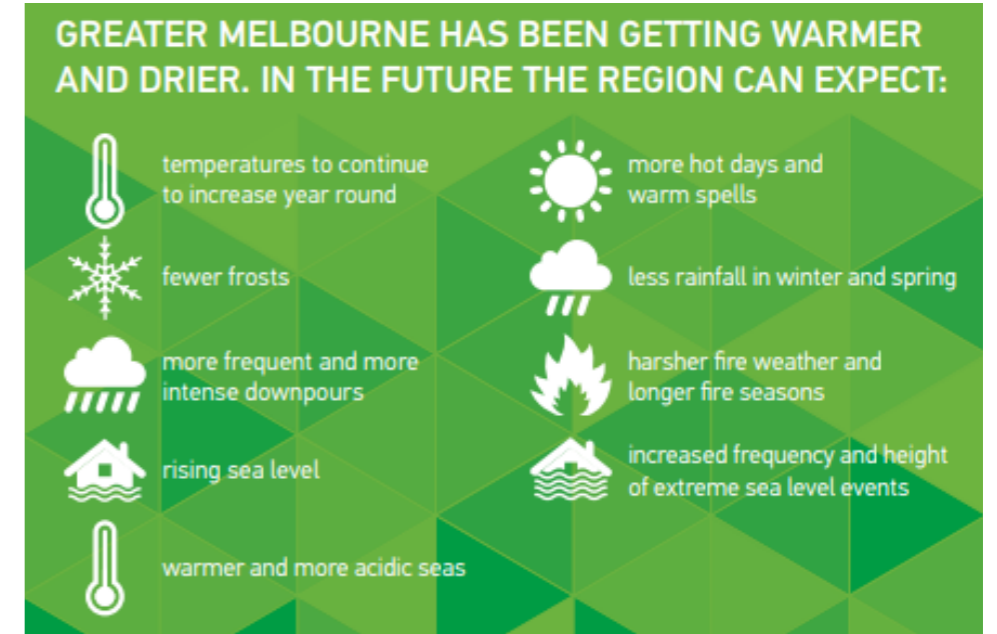 GREATER MELBOURNE HAS BEEN GETTING WARMER
AND DRIER. IN THE FUTURE THE REGION CAN EXPECT:
temperatures to continue
to increase year round
more hot days and
warm spells
fewer frosts
less rainfall in winter and spring
more frequent and more
intense downpours
harsher fire weather and
longer fire seasons
rising sea level
increased frequency and height
of extreme sea level events
warmer and more acidic seas